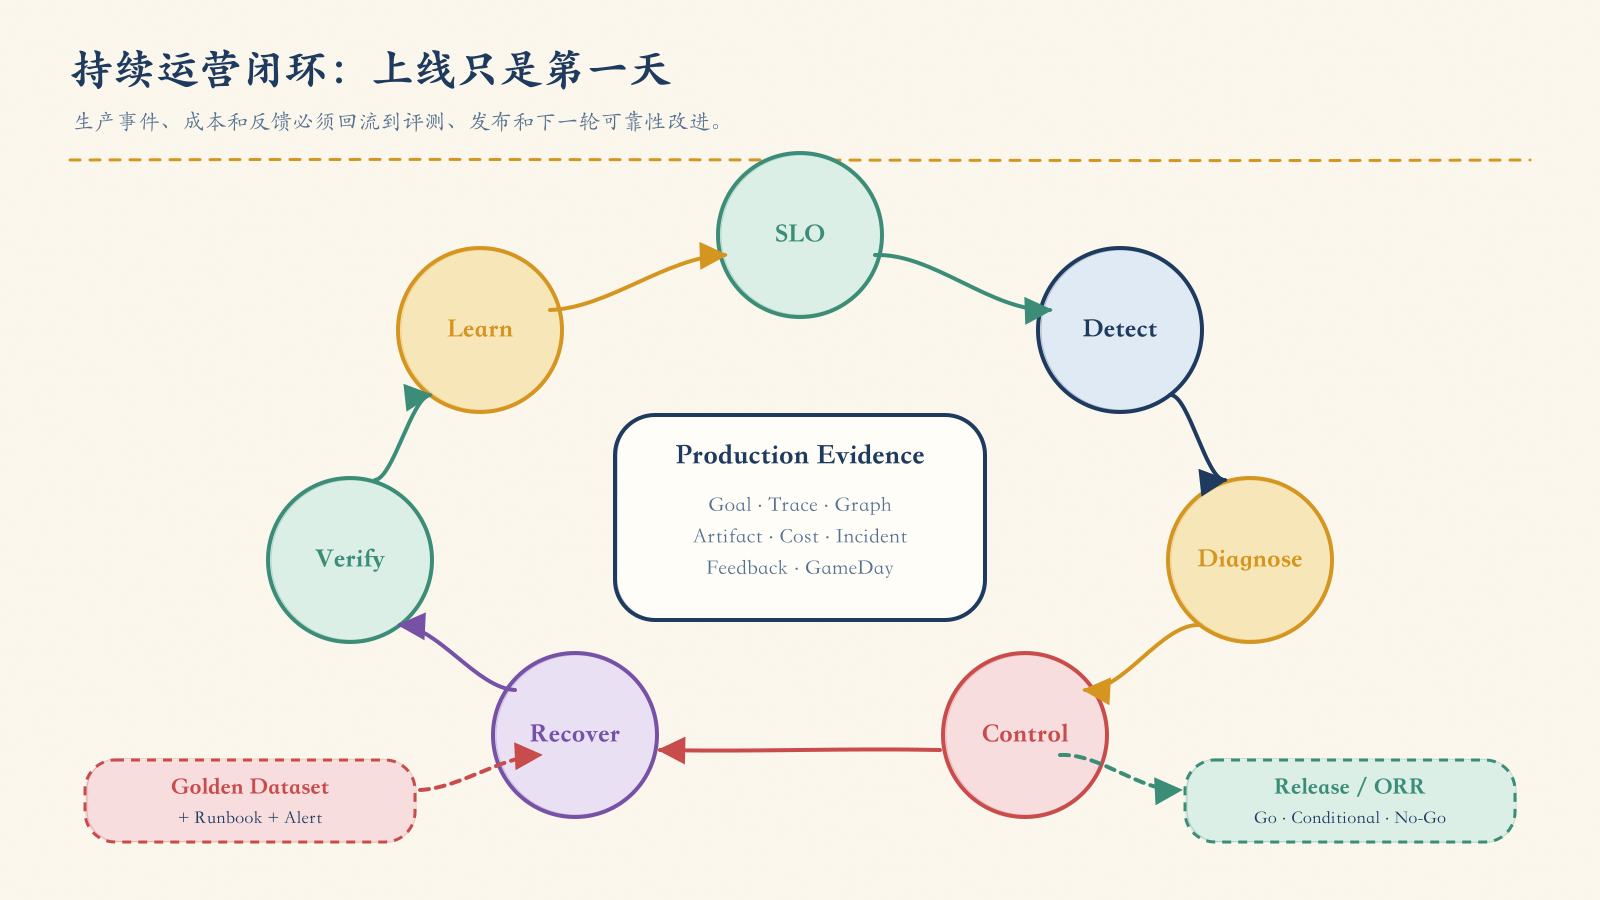 持续运营闭环：上线只是第一天
生产事件、成本和反馈必须回流到评测、发布和下一轮可靠性改进。
SLO
Learn
Detect
Production Evidence
Goal · Trace · Graph
Artifact · Cost · Incident
Feedback · GameDay
Verify
Diagnose
Recover
Control
Golden Dataset
+ Runbook + Alert
Release / ORR
Go · Conditional · No-Go